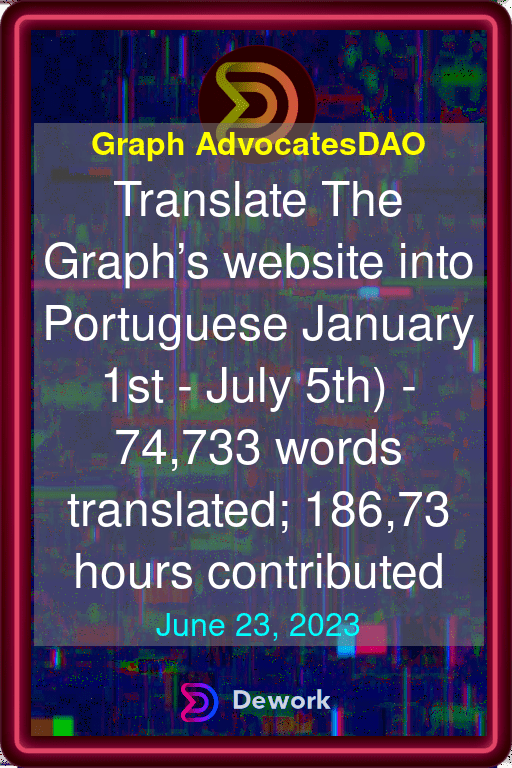 Graph AdvocatesDAO
Translate The
Graph’s website into
Portuguese January
1st - July 5th) -
74,733 words
translated; 186,73
hours contributed
June 23, 2023
Dework